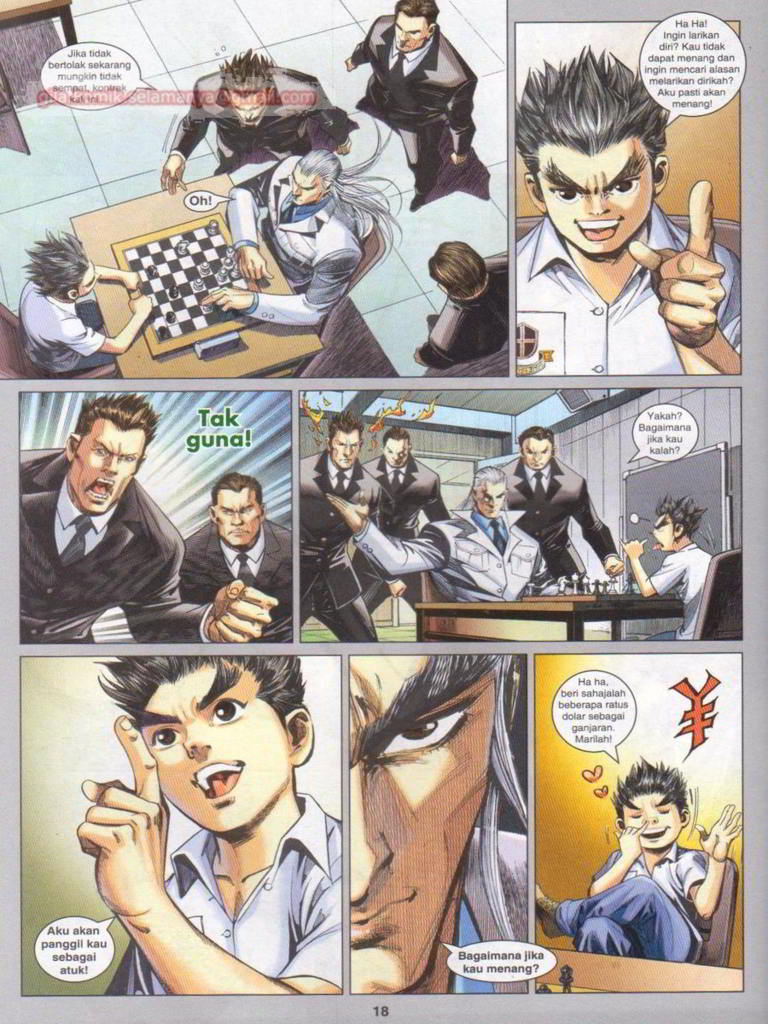 Jika tidak
bertolak sekarang
mungkin tidak
sempat, kontrak
kali ini...
Oh!
Ha Ha!
Ingin larikan
diri? Kau tidak
dapat menang dan
ingin mencari alasan
melarikan dirikah?
Aku pasti akan
menang!
Tak
guna!
Yakah?
Bagaimana
jika kau
kalah?
Aku akan
panggil kau
sebagai
atuk!
Bagaimana jika
kau menang?
Ha ha,
beri sahajalah
beberapa ratus
dolar sebagai
ganjaran.
Marilah!
¥
18